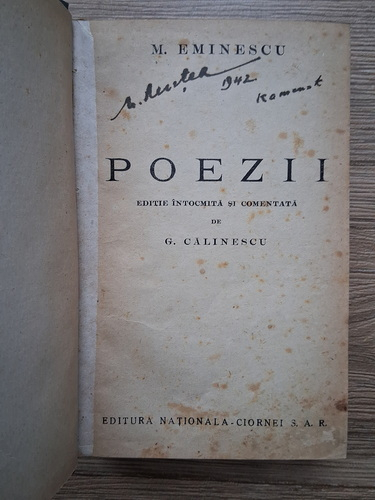 M. EMINESCU
1942
POEZII
EDIȚIE ÎNTOCMITĂ ȘI COMENTATĂ
DE
G. CĂLINESCU
EDITURA NAȚIONALA-CIORNEI S. A. R.